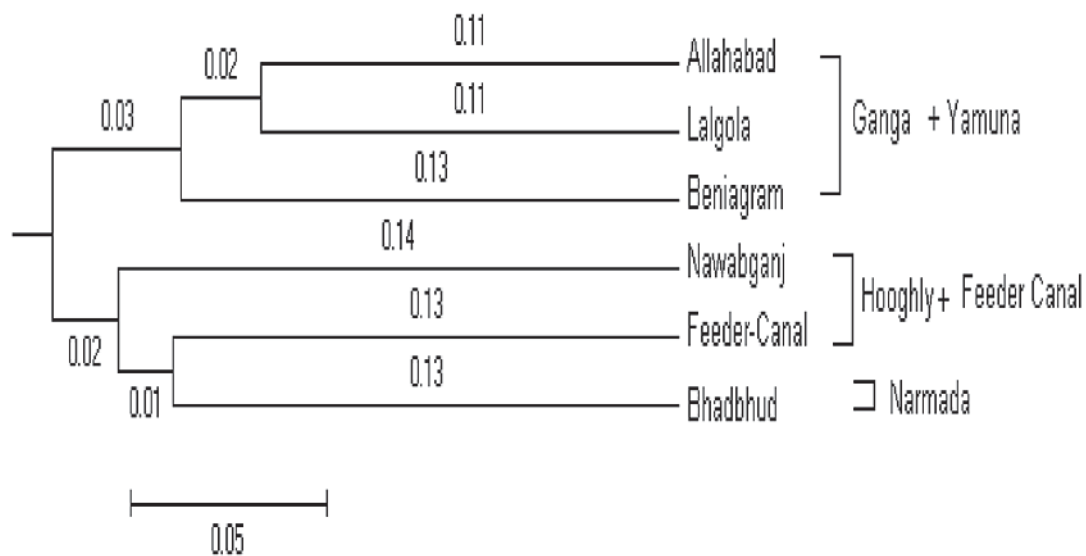 0.11
Allahabad
0.02
0.11
Ganga + Yamuna
0.03
Lalgola
0.13
Beniagram
0.14
Nawabganj
0.13
Hooghly + Feeder Canal
Feeder-Canal
0.02
0.13
0.01
Bhadbhud
Narmada
0.05